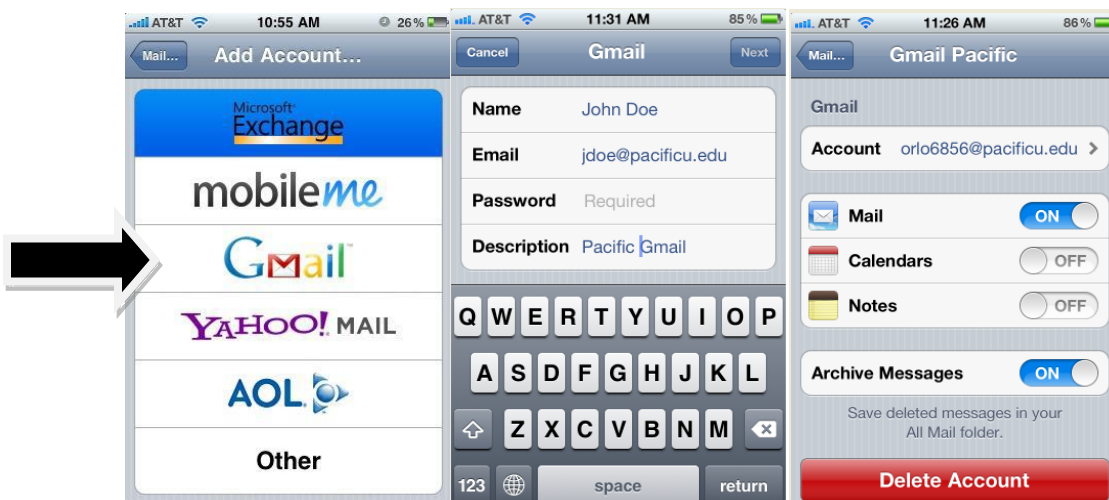 AT&T 10:55 AM 26%
Mail... Add Account...
Microsoft
Exchange
mobileme
Gmail
YAHOO! MAIL
AOL
Other
AT&T 11:31 AM 85%
Cancel Gmail Next
Name John Doe
Email jdoe@pacificu.edu
Password Required
Description Pacific Gmail
Q W E R T Y U I O P
A S D F G H J K L
Z X C V B N M
123 space return
AT&T 11:26 AM 86%
Mail... Gmail Pacific
Gmail
Account orlo6856@pacificu.edu
Mail ON
Calendars OFF
Notes OFF
Archive Messages ON
Save deleted messages in your
All Mail folder.
Delete Account